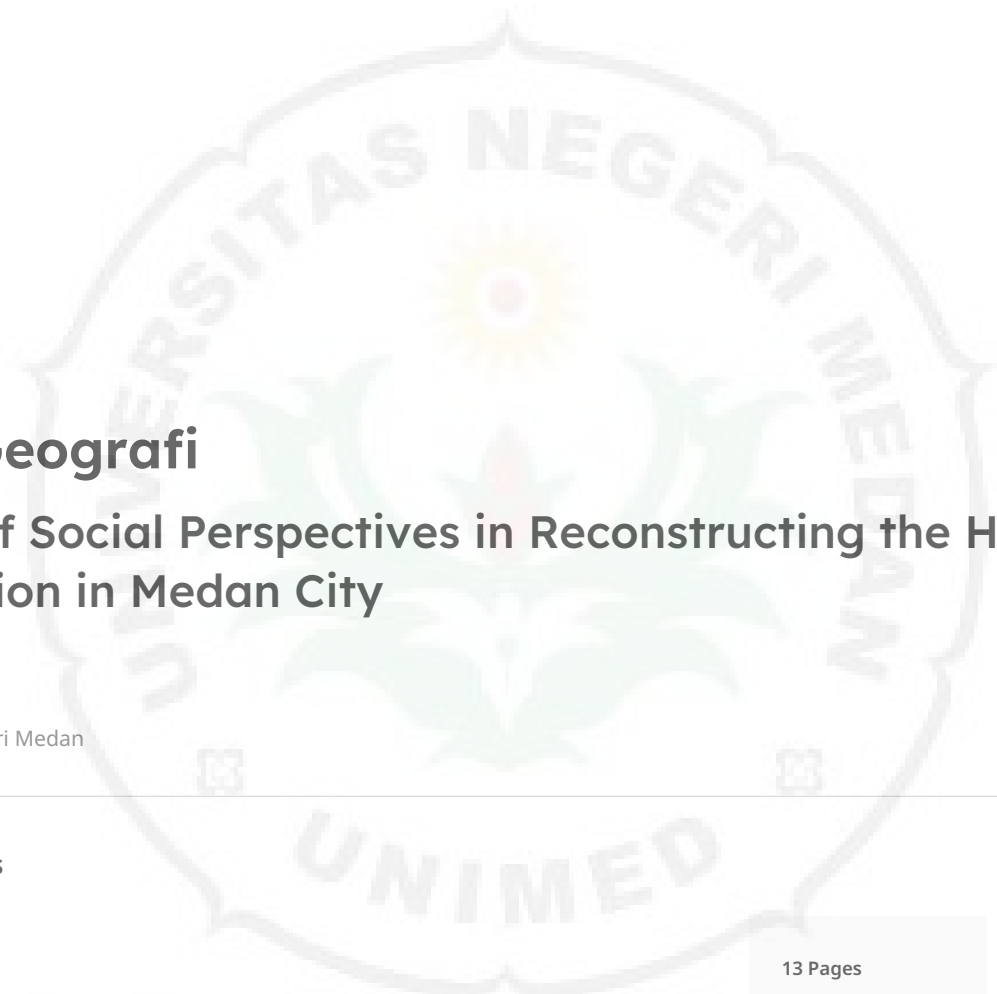 UNIVERSITAS NEGERI MEDAN
eografi
f Social Perspectives in Reconstructing the H
ion in Medan City
ri Medan
s
UNIMED
13 Pages